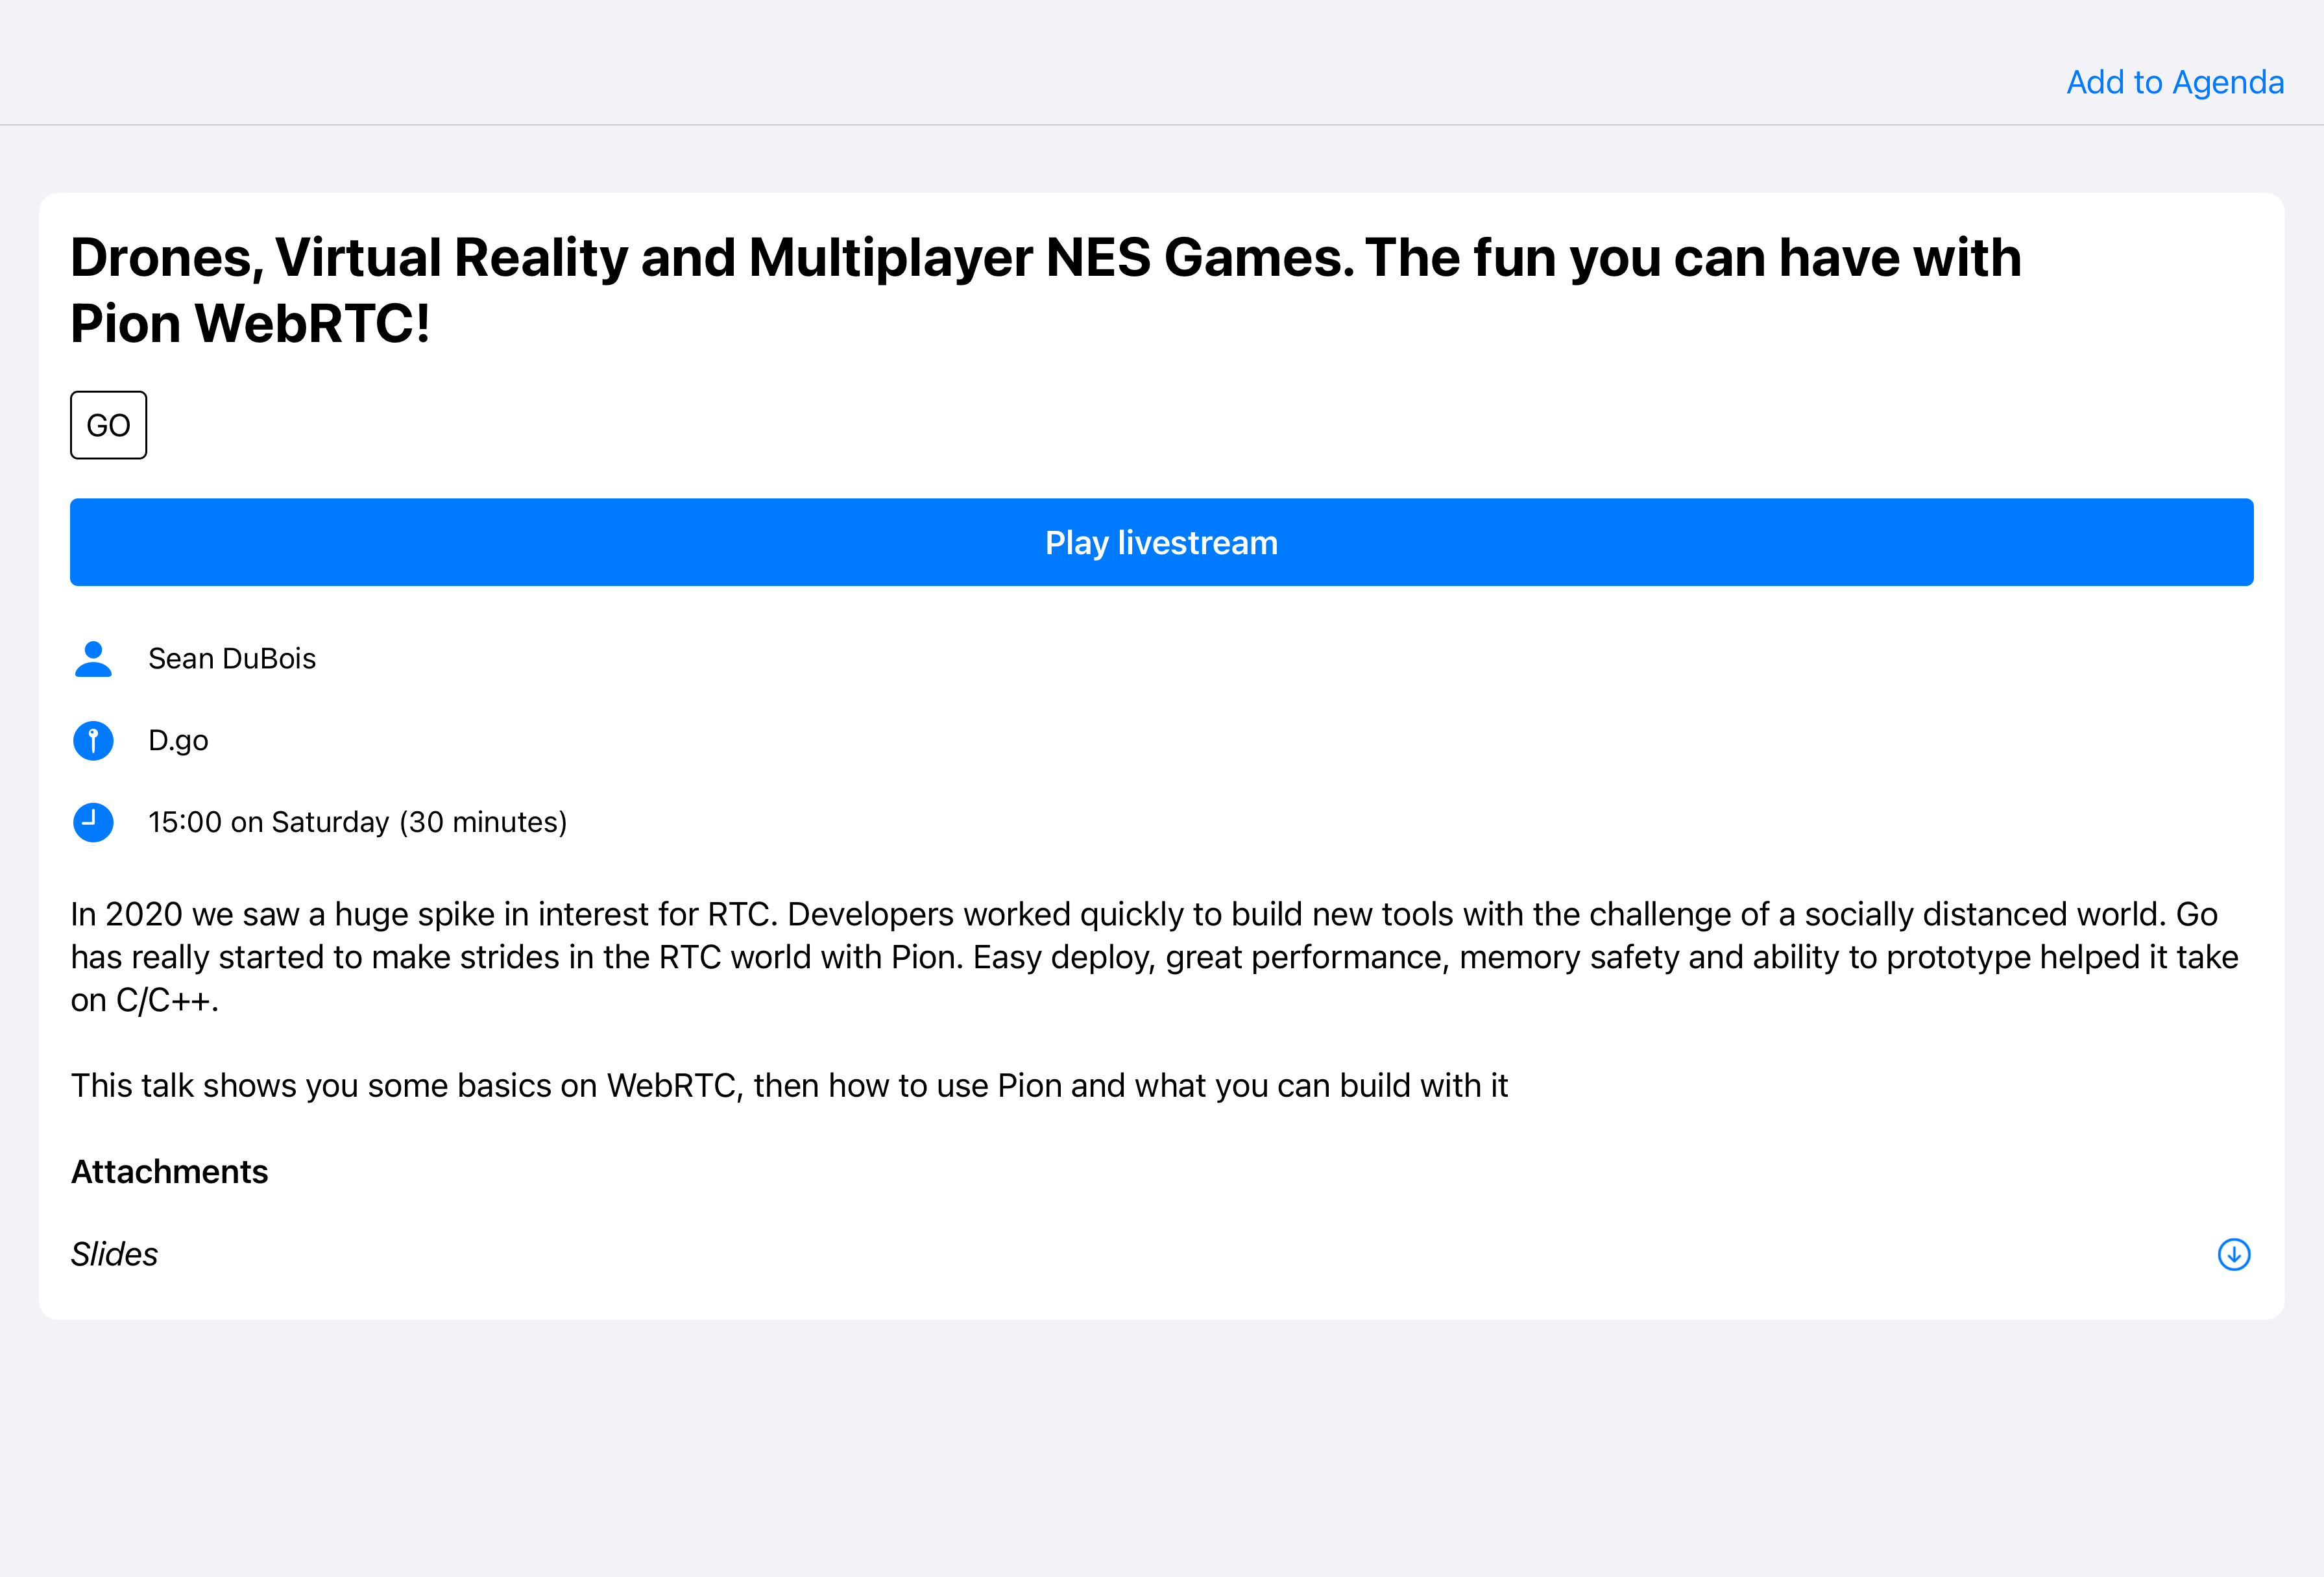 Add to Agenda
Drones, Virtual Reality and Multiplayer NES Games. The fun you can have with
Pion WebRTC!
GO
Play livestream
Sean DuBois
D.go
15:00 on Saturday (30 minutes)
In 2020 we saw a huge spike in interest for RTC. Developers worked quickly to build new tools with the challenge of a socially distanced world. Go
has really started to make strides in the RTC world with Pion. Easy deploy, great performance, memory safety and ability to prototype helped it take
on C/C++.
This talk shows you some basics on WebRTC, then how to use Pion and what you can build with it
Attachments
Slides